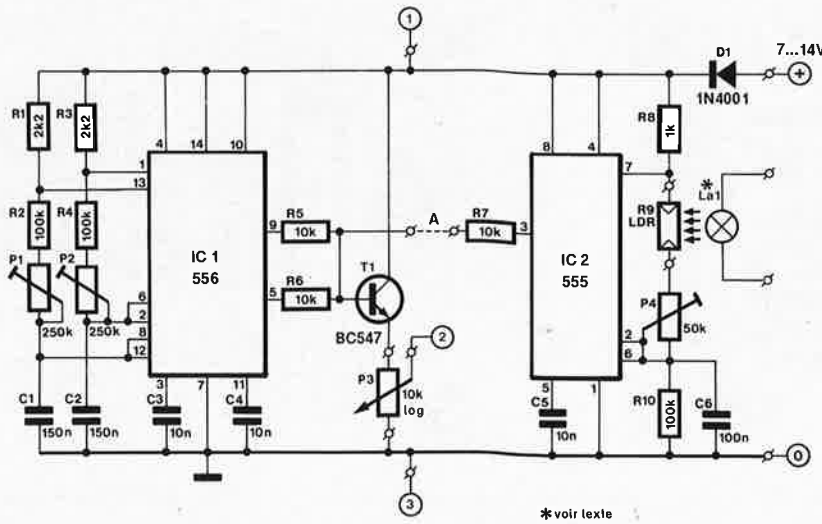 1
D1
7...14V
+
1N4001
R1
2k2
R3
2k2
R8
1k
4
14
10
8
4
1
13
7
R2
100k
R4
100k
R9
LDR
*
La1
IC 1
556
9
R5
10k
A
R7
10k
3
IC 2
555
P1
250k
P2
250k
5
R6
10k
T1
BC547
2
6
2
8
12
P4
50k
2
6
P3
10k
log
3
7
11
5
1
C1
150n
C2
150n
C3
10n
C4
10n
C5
10n
R10
100k
C6
100n
0
3
*voir texte